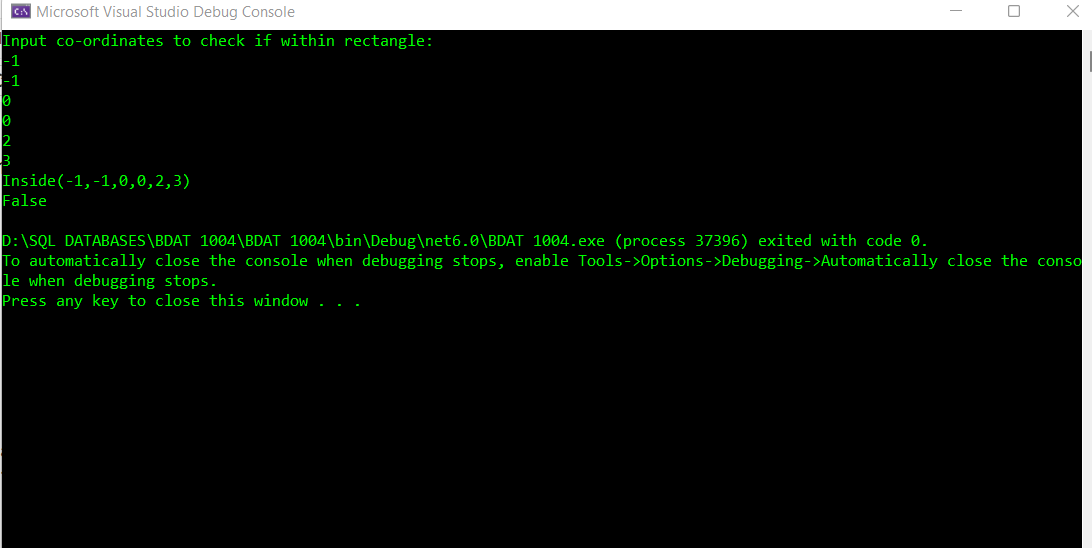 Microsoft Visual Studio Debug Console
Input co-ordinates to check if within rectangle:
-1
-1
0
0
2
3
Inside(-1,-1,0,0,2,3)
False
D:\SQL DATABASES\BDAT 1004\BDAT 1004\bin\Debug\net6.0\BDAT 1004.exe (process 37396) exited with code 0.
To automatically close the console when debugging stops, enable Tools->Options->Debugging->Automatically close the conso
le when debugging stops.
Press any key to close this window . . .